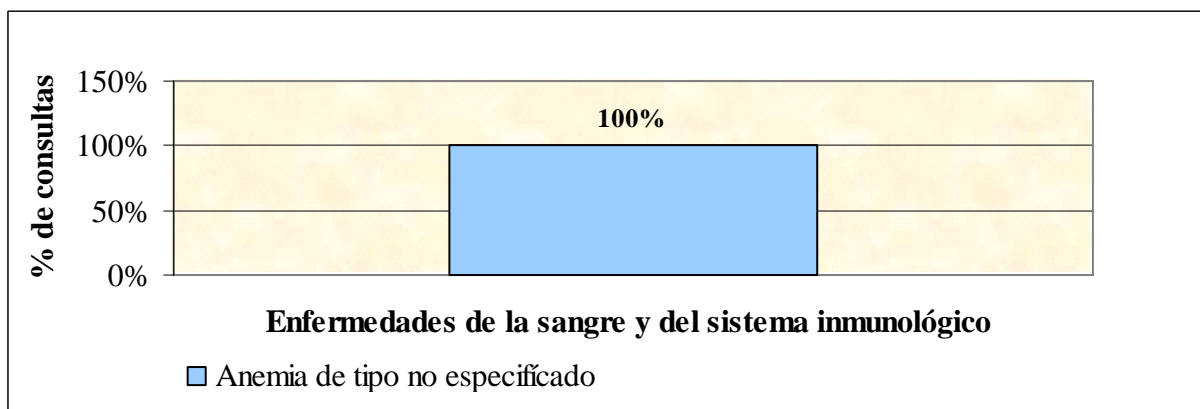 % de consultas
150%
100%
50%
0%
100%
Enfermedades de la sangre y del sistema inmunológico
Anemia de tipo no especificado